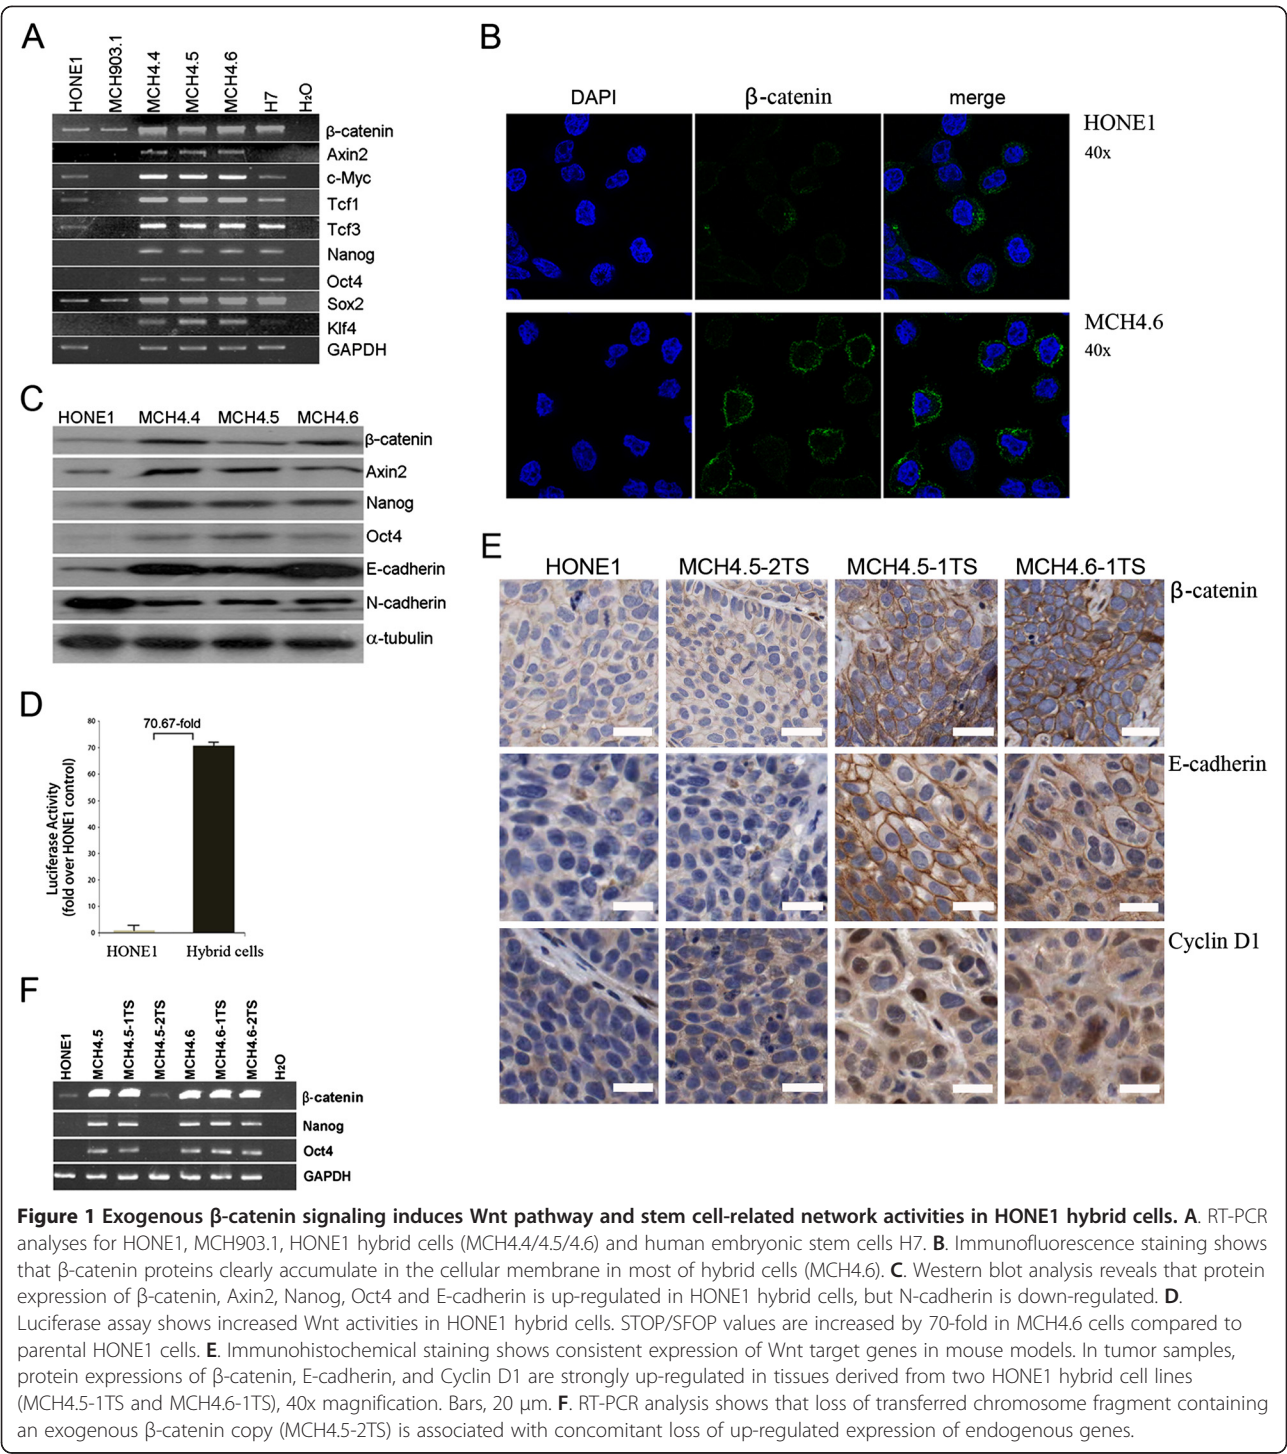 A
HONE1
MCH903.1
MCH4.4
MCH4.5
MCH4.6
H7
H₂O
β-catenin
Axin2
c-Myc
Tcf1
Tcf3
Nanog
Oct4
Sox2
Klf4
GAPDH
B
DAPI β-catenin merge
HONE1
40x
MCH4.6
40x
C
HONE1 MCH4.4 MCH4.5 MCH4.6
β-catenin
Axin2
Nanog
Oct4
E-cadherin
N-cadherin
α-tubulin
D
70.67-fold
Luciferase Activity
(fold over HONE1 control)
80
70
60
50
40
30
20
10
0
HONE1 Hybrid cells
E
HONE1 MCH4.5-2TS MCH4.5-1TS MCH4.6-1TS
β-catenin
E-cadherin
Cyclin D1
F
HONE1
MCH4.5
MCH4.5-1TS
MCH4.5-2TS
MCH4.6
MCH4.6-1TS
MCH4.6-2TS
H₂O
β-catenin
Nanog
Oct4
GAPDH
Figure 1 Exogenous β-catenin signaling induces Wnt pathway and stem cell-related network activities in HONE1 hybrid cells. A. RT-PCR
analyses for HONE1, MCH903.1, HONE1 hybrid cells (MCH4.4/4.5/4.6) and human embryonic stem cells H7. B. Immunofluorescence staining shows
that β-catenin proteins clearly accumulate in the cellular membrane in most of hybrid cells (MCH4.6). C. Western blot analysis reveals that protein
expression of β-catenin, Axin2, Nanog, Oct4 and E-cadherin is up-regulated in HONE1 hybrid cells, but N-cadherin is down-regulated. D.
Luciferase assay shows increased Wnt activities in HONE1 hybrid cells. STOP/SFOP values are increased by 70-fold in MCH4.6 cells compared to
parental HONE1 cells. E. Immunohistochemical staining shows consistent expression of Wnt target genes in mouse models. In tumor samples,
protein expressions of β-catenin, E-cadherin, and Cyclin D1 are strongly up-regulated in tissues derived from two HONE1 hybrid cell lines
(MCH4.5-1TS and MCH4.6-1TS), 40x magnification. Bars, 20 μm. F. RT-PCR analysis shows that loss of transferred chromosome fragment containing
an exogenous β-catenin copy (MCH4.5-2TS) is associated with concomitant loss of up-regulated expression of endogenous genes.